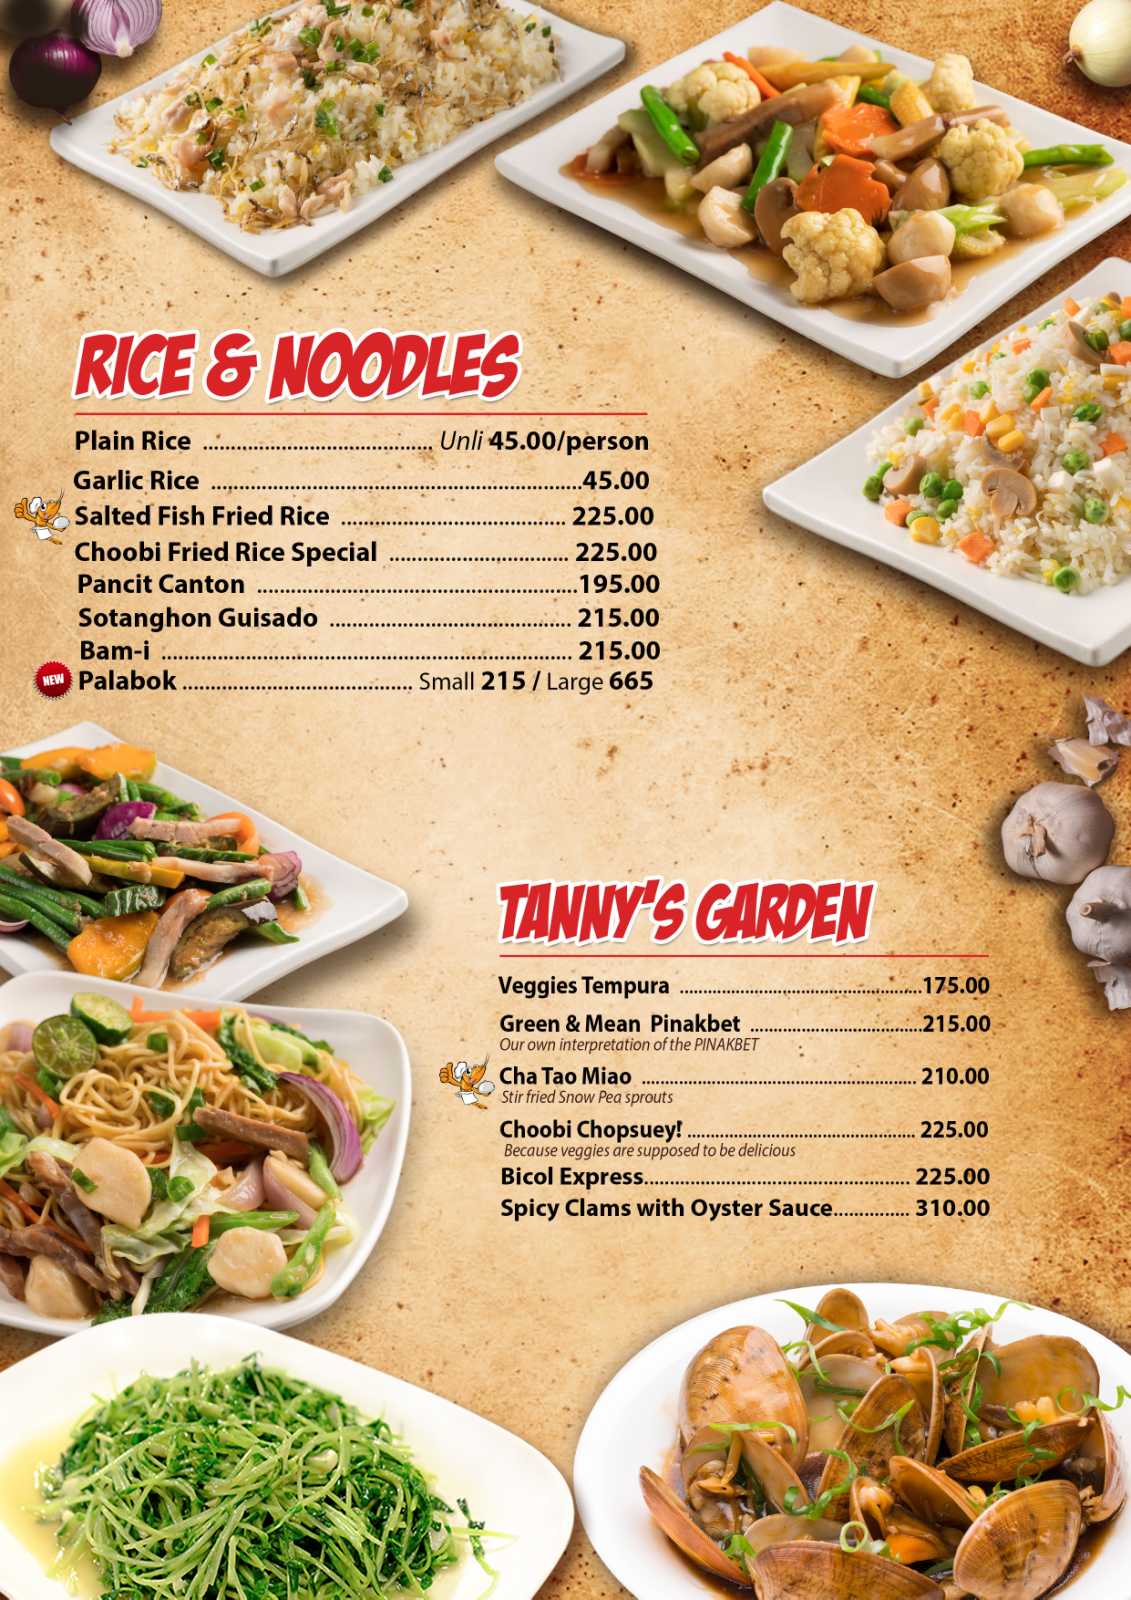 RICE & NOODLES
Plain Rice ........................................ Unli 45.00/person
Garlic Rice ..................................................................45.00
Salted Fish Fried Rice ........................................ 225.00
Choobi Fried Rice Special ................................ 225.00
Pancit Canton .........................................................195.00
Sotanghon Guisado ........................................... 215.00
Bam-i ......................................................................... 215.00
NEW Palabok ......................................... Small 215 / Large 665
TANNY'S GARDEN
Veggies Tempura ....................................................175.00
Green & Mean Pinakbet .....................................215.00
Our own interpretation of the PINAKBET
Cha Tao Miao ........................................................... 210.00
Stir fried Snow Pea sprouts
Choobi Chopsuey! ................................................. 225.00
Because veggies are supposed to be delicious
Bicol Express......................................................... 225.00
Spicy Clams with Oyster Sauce................ 310.00